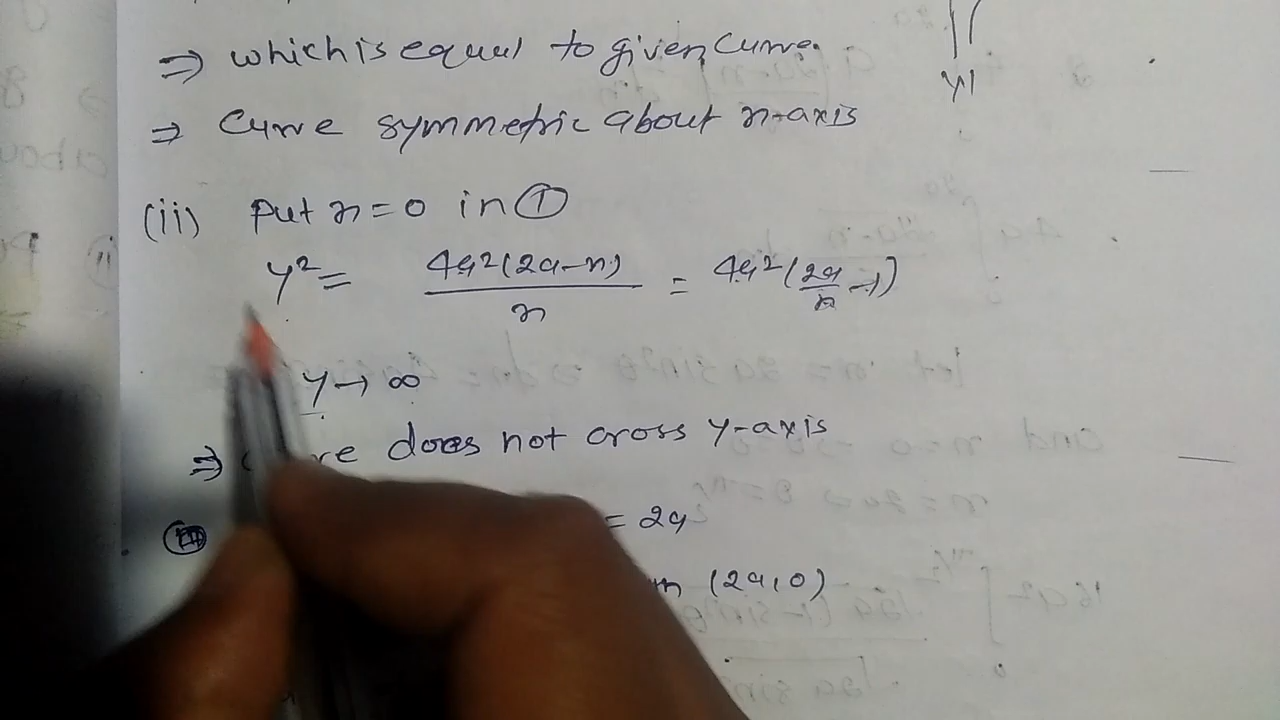 ⇒ which is equal to given curve.
y1
⇒ Curve symmetric about x-axis
(ii) Put x=0 in ①
y² = 4a²(2a-x)/x = 4a²(2a/x -1)
y → ∞
⇒ does not cross y-axis
= 2a
(2a,0)